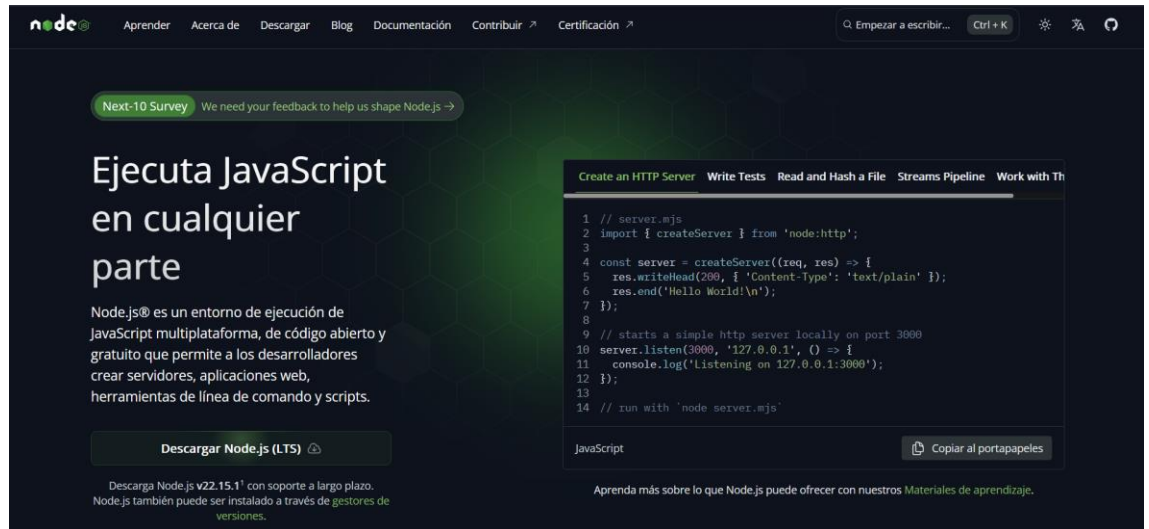 node
Aprender Acerca de Descargar Blog Documentación Contribuir ↗ Certificación ↗ Empezar a escribir... Ctrl + K
Next-10 Survey We need your feedback to help us shape Node.js →
Ejecuta JavaScript
en cualquier
parte
Node.js® es un entorno de ejecución de
JavaScript multiplataforma, de código abierto y
gratuito que permite a los desarrolladores
crear servidores, aplicaciones web,
herramientas de línea de comando y scripts.
Descargar Node.js (LTS)
Descarga Node.js v22.15.1¹ con soporte a largo plazo.
Node.js también puede ser instalado a través de gestores de
versiones.
Create an HTTP Server Write Tests Read and Hash a File Streams Pipeline Work with Th
1 // server.mjs
2 import { createServer } from 'node:http';
3
4 const server = createServer((req, res) => {
5   res.writeHead(200, { 'Content-Type': 'text/plain' });
6   res.end('Hello World!\n');
7 });
8
9 // starts a simple http server locally on port 3000
10 server.listen(3000, '127.0.0.1', () => {
11   console.log('Listening on 127.0.0.1:3000');
12 });
13
14 // run with `node server.mjs`
JavaScript Copiar al portapapeles
Aprenda más sobre lo que Node.js puede ofrecer con nuestros Materiales de aprendizaje.